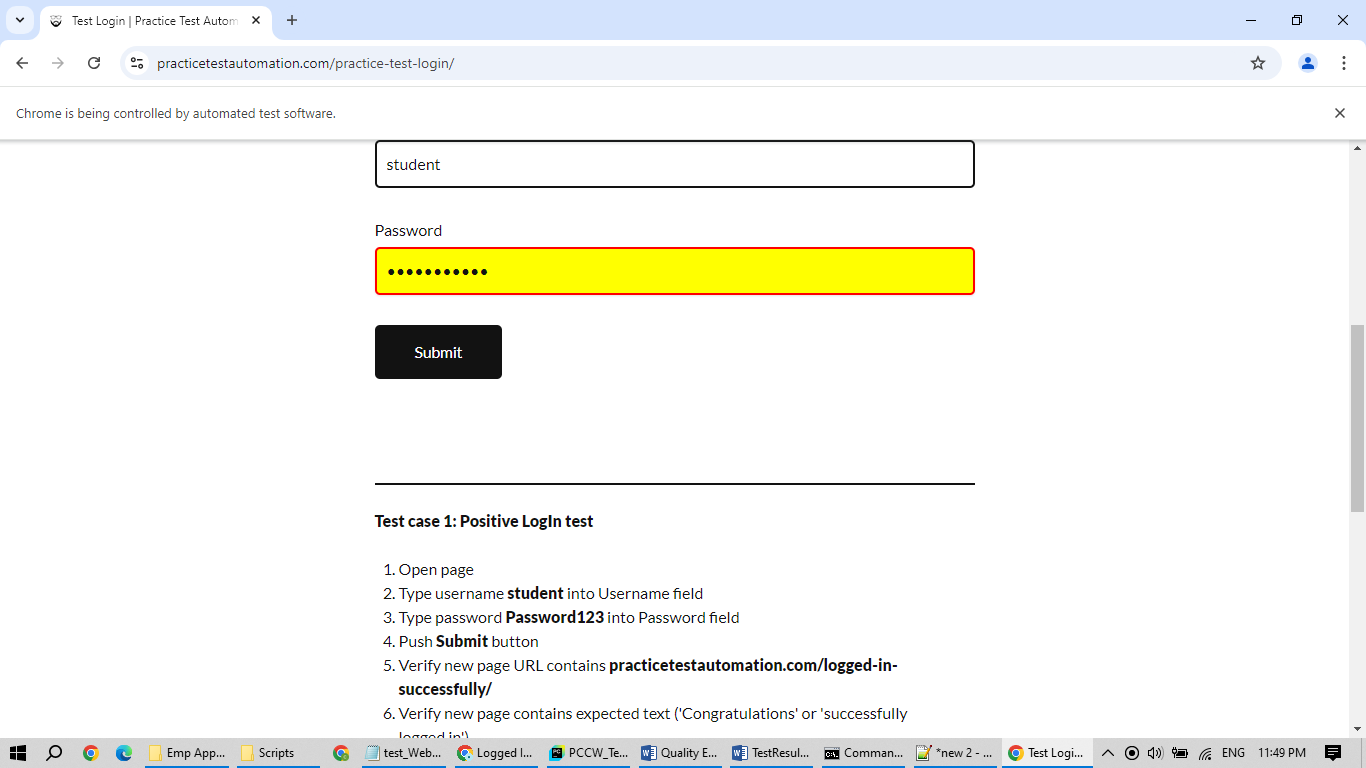 Test Login | Practice Test Autom
practicetestautomation.com/practice-test-login/
Chrome is being controlled by automated test software.
student
Password
•••••••••••
Submit
Test case 1: Positive LogIn test
1. Open page
2. Type username student into Username field
3. Type password Password123 into Password field
4. Push Submit button
5. Verify new page URL contains practicetestautomation.com/logged-in-
successfully/
6. Verify new page contains expected text ('Congratulations' or 'successfully
logged in')
Emp App... Scripts test_Web... Logged I... PCCW_Te... Quality E... TestResul... Comman... *new 2 - ... Test Logi... ENG 11:49 PM